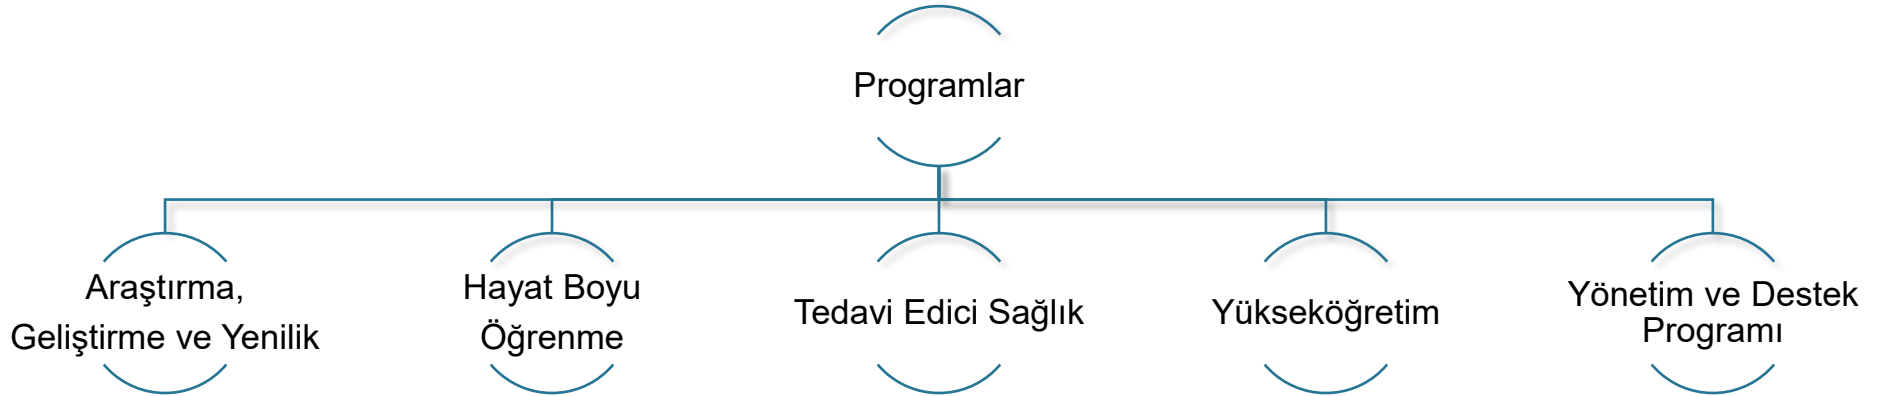 Programlar
Araştırma,
Geliştirme ve Yenilik
Hayat Boyu
Öğrenme
Tedavi Edici Sağlık
Yükseköğretim
Yönetim ve Destek
Programı